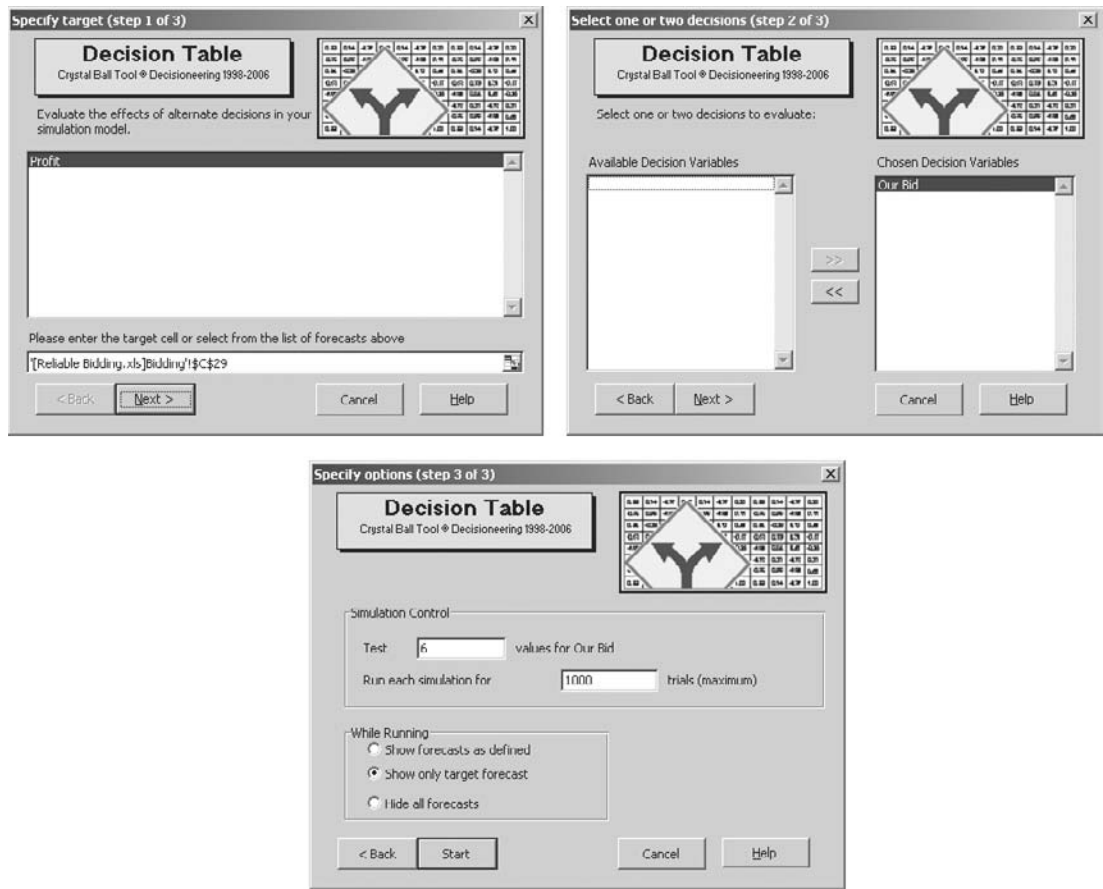 Specify target (step 1 of 3)
Decision Table
Crystal Ball Tool ® Decisioneering 1998-2006
Evaluate the effects of alternate decisions in your
simulation model.
Profit
Please enter the target cell or select from the list of forecasts above
'[Reliable Bidding.xls]Bidding'!$C$29
< Back
Next >
Cancel
Help
Select one or two decisions (step 2 of 3)
Decision Table
Crystal Ball Tool ® Decisioneering 1998-2006
Select one or two decisions to evaluate:
Available Decision Variables
Chosen Decision Variables
Our Bid
>>
<<
< Back
Next >
Cancel
Help
Specify options (step 3 of 3)
Decision Table
Crystal Ball Tool ® Decisioneering 1998-2006
Simulation Control
Test 6 values for Our Bid
Run each simulation for 1000 trials (maximum)
While Running
Show forecasts as defined
Show only target forecast
Hide all forecasts
< Back
Start
Cancel
Help